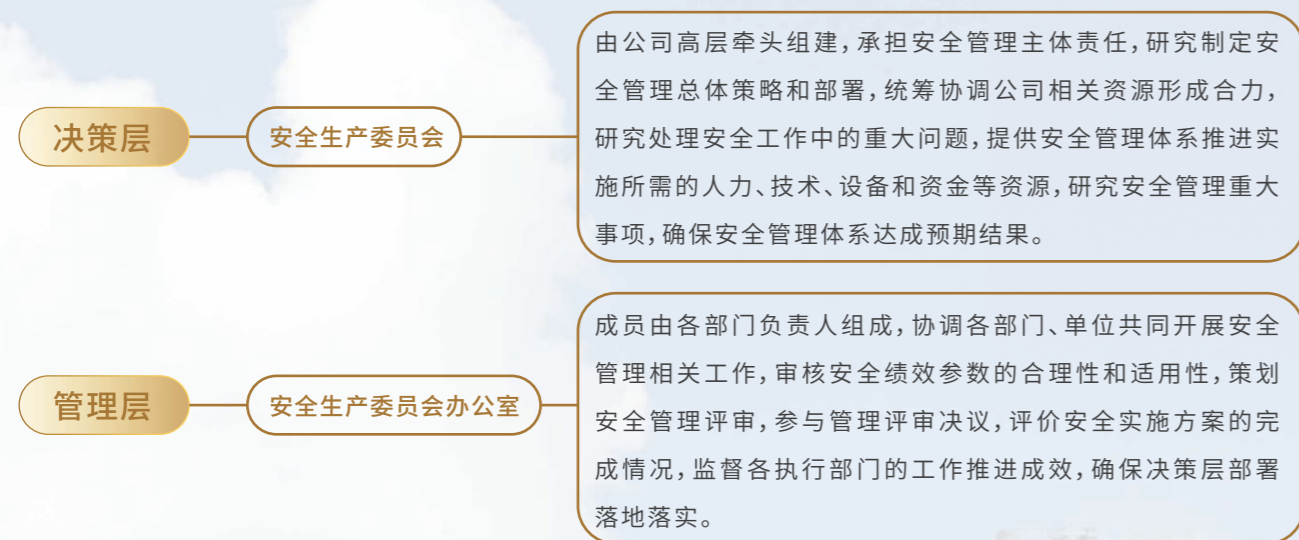 决策层
安全生产委员会
由公司高层牵头组建，承担安全管理主体责任，研究制定安
全管理总体策略和部署，统筹协调公司相关资源形成合力，
研究处理安全工作中的重大问题，提供安全管理体系推进实
施所需的人力、技术、设备和资金等资源，研究安全管理重大
事项，确保安全管理体系达成预期结果。
管理层
安全生产委员会办公室
成员由各部门负责人组成，协调各部门、单位共同开展安全
管理相关工作，审核安全绩效参数的合理性和适用性，策划
安全管理评审，参与管理评审决议，评价安全实施方案的完
成情况，监督各执行部门的工作推进成效，确保决策层部署
落地落实。